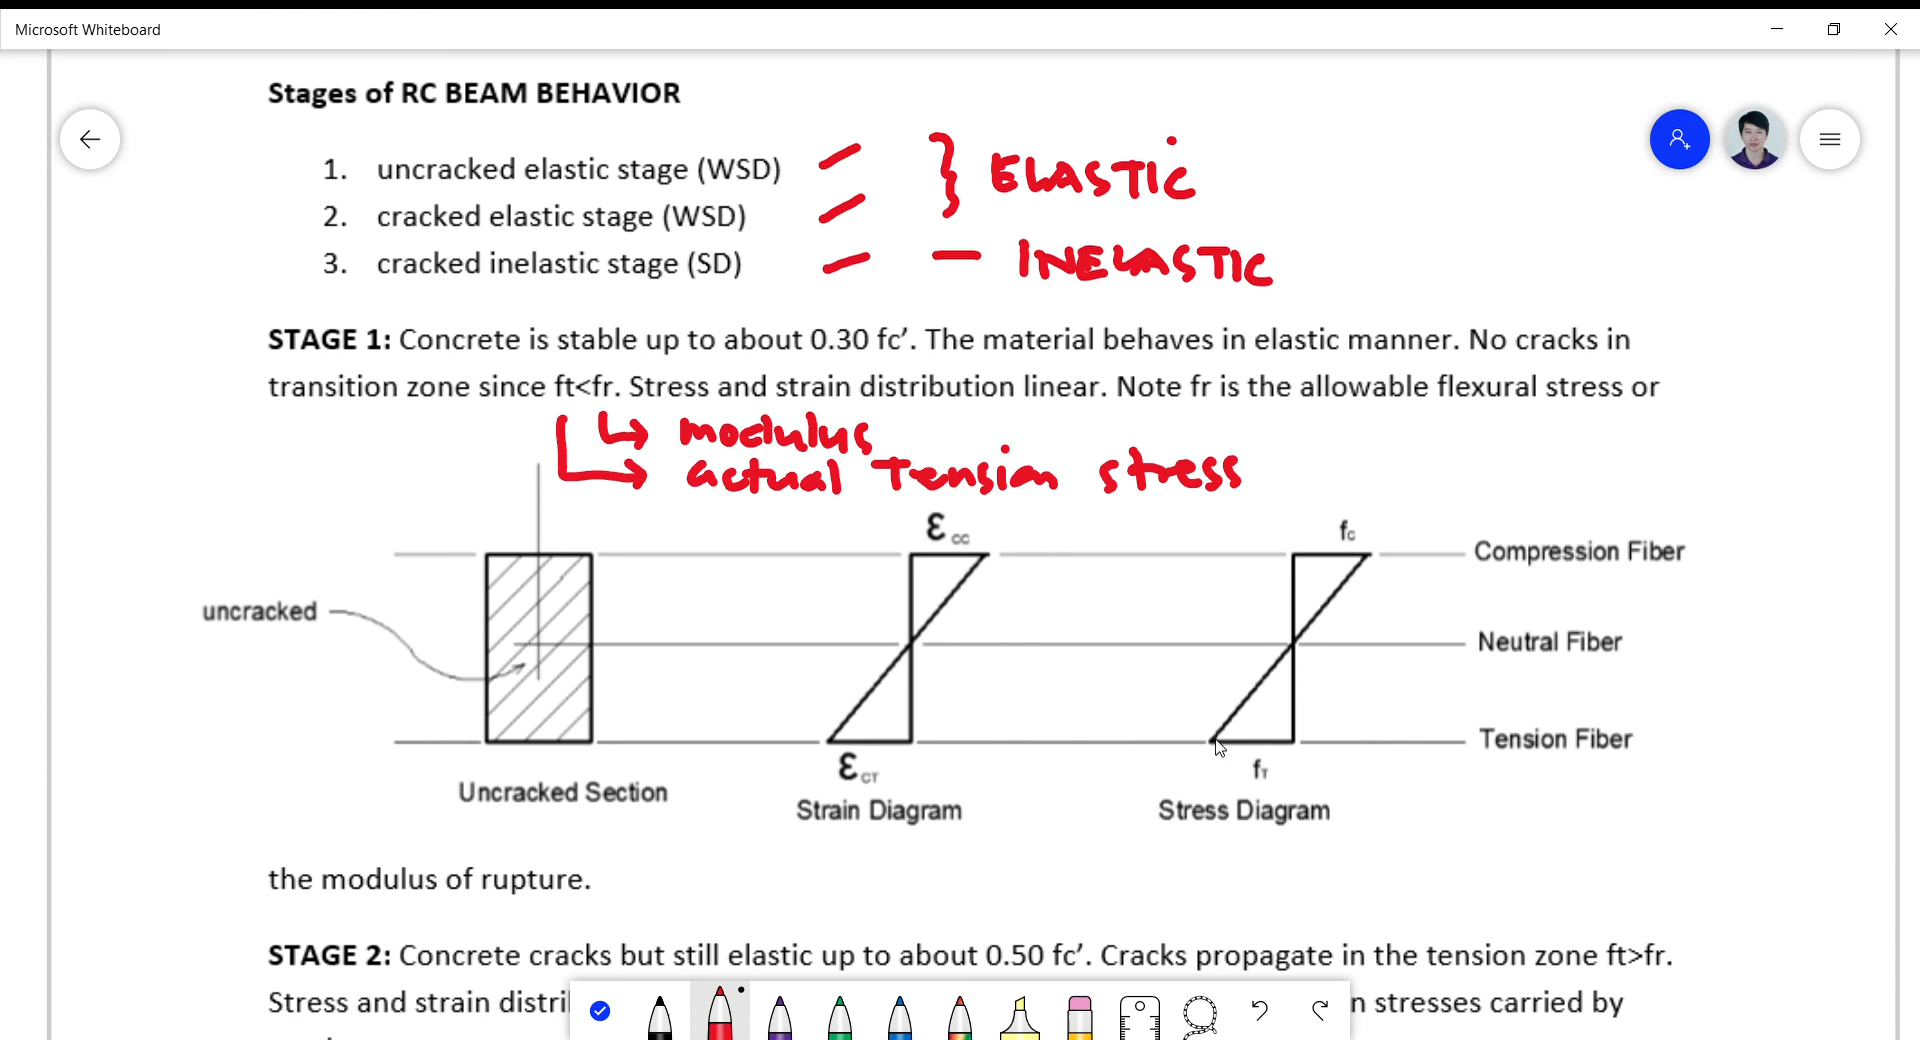 Microsoft Whiteboard
Stages of RC BEAM BEHAVIOR
1. uncracked elastic stage (WSD)
2. cracked elastic stage (WSD)
} ELASTIC
3. cracked inelastic stage (SD)
— INELASTIC
STAGE 1: Concrete is stable up to about 0.30 fc’. The material behaves in elastic manner. No cracks in
transition zone since ft<fr. Stress and strain distribution linear. Note fr is the allowable flexural stress or
modulus
actual Tension stress
εcc
fc
Compression Fiber
uncracked
Neutral Fiber
Tension Fiber
εCT
fT
Uncracked Section
Strain Diagram
Stress Diagram
the modulus of rupture.
STAGE 2: Concrete cracks but still elastic up to about 0.50 fc’. Cracks propagate in the tension zone ft>fr.
Stress and strain n stresses carried by